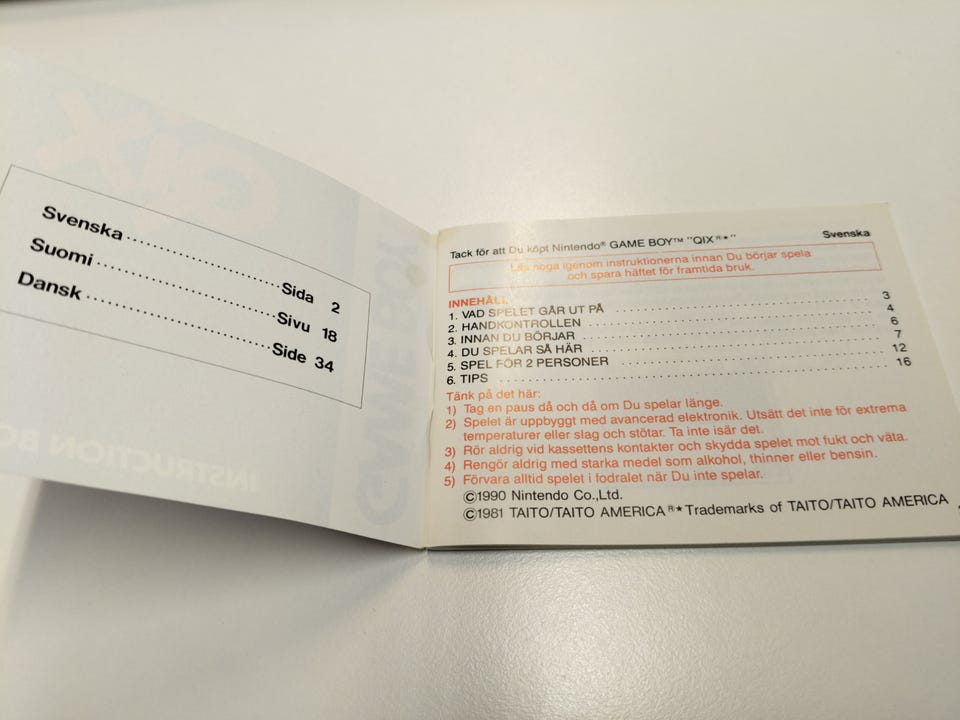 Svenska ........................ Sida 2
Suomi ........................ Sivu 18
Dansk ........................ Side 34
Tack för att Du köpt Nintendo® GAME BOY™ "QIX®★"
Svenska
Läs noga igenom instruktionerna innan Du börjar spela
och spara häftet för framtida bruk.
INNEHÅLL
1. VAD SPELET GÅR UT PÅ ........................ 3
2. HANDKONTROLLEN ........................ 4
3. INNAN DU BÖRJAR ........................ 6
4. DU SPELAR SÅ HÄR ........................ 7
5. SPEL FÖR 2 PERSONER ........................ 12
6. TIPS ........................ 16
Tänk på det här:
1) Tag en paus då och då om Du spelar länge.
2) Spelet är uppbyggt med avancerad elektronik. Utsätt det inte för extrema
temperaturer eller slag och stötar. Ta inte isär det.
3) Rör aldrig vid kassettens kontakter och skydda spelet mot fukt och väta.
4) Rengör aldrig med starka medel som alkohol, thinner eller bensin.
5) Förvara alltid spelet i fodralet när Du inte spelar.
©1990 Nintendo Co.,Ltd.
©1981 TAITO/TAITO AMERICA ®★Trademarks of TAITO/TAITO AMERICA
QIX
GAME BOY
INSTRUCTION BO